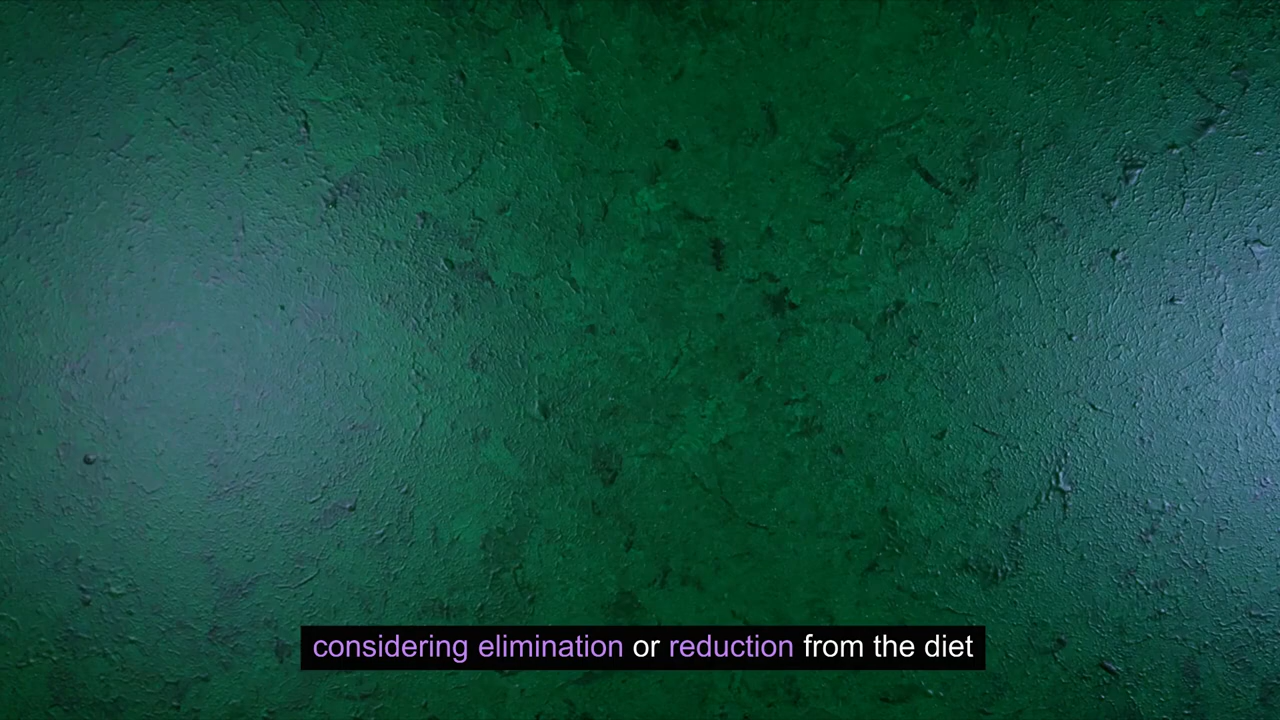 considering elimination or reduction from the diet